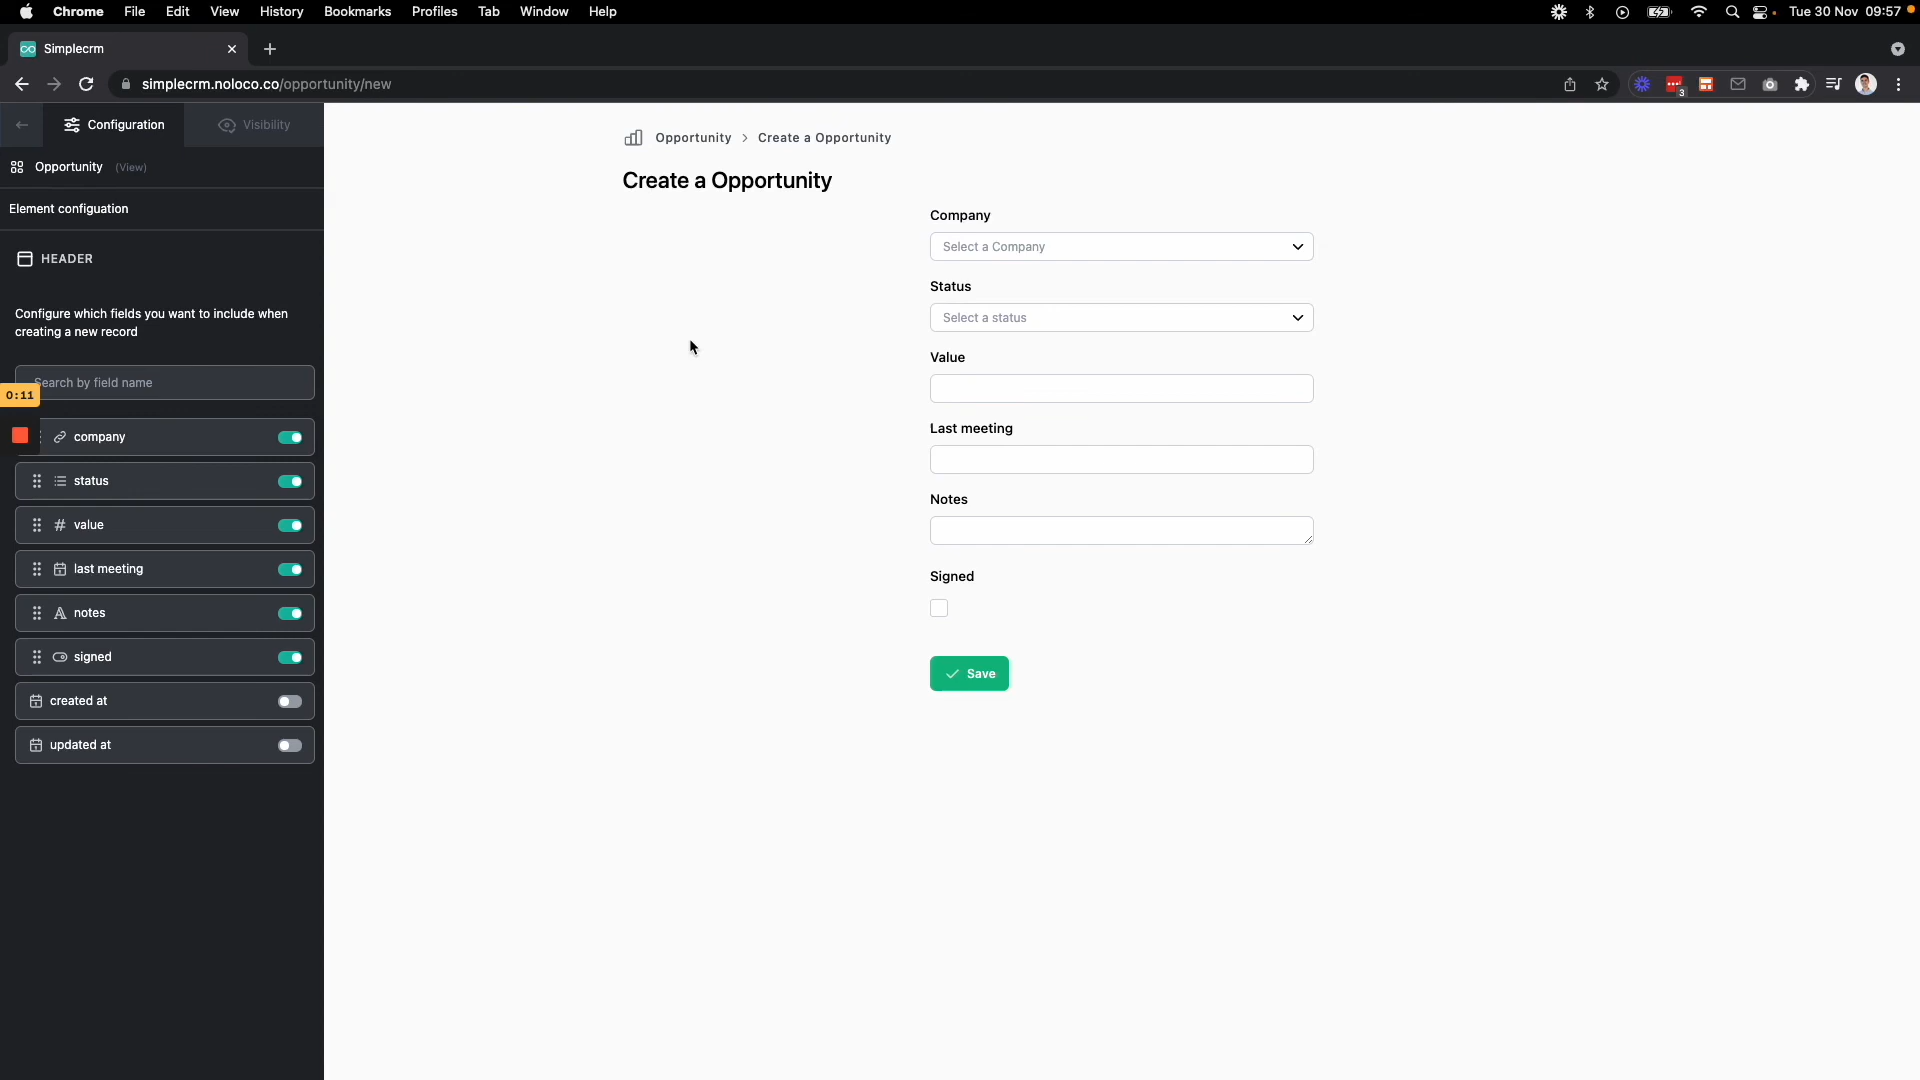 Chrome File Edit View History Bookmarks Profiles Tab Window Help Tue 30 Nov 09:57
Simplecrm
simplecrm.noloco.co/opportunity/new
3
Configuration Visibility
Opportunity (View)
Element configuation
HEADER
Configure which fields you want to include when
creating a new record
Search by field name
0:11
company
status
value
last meeting
notes
signed
created at
updated at
Opportunity > Create a Opportunity
Create a Opportunity
Company
Select a Company
Status
Select a status
Value
Last meeting
Notes
Signed
Save